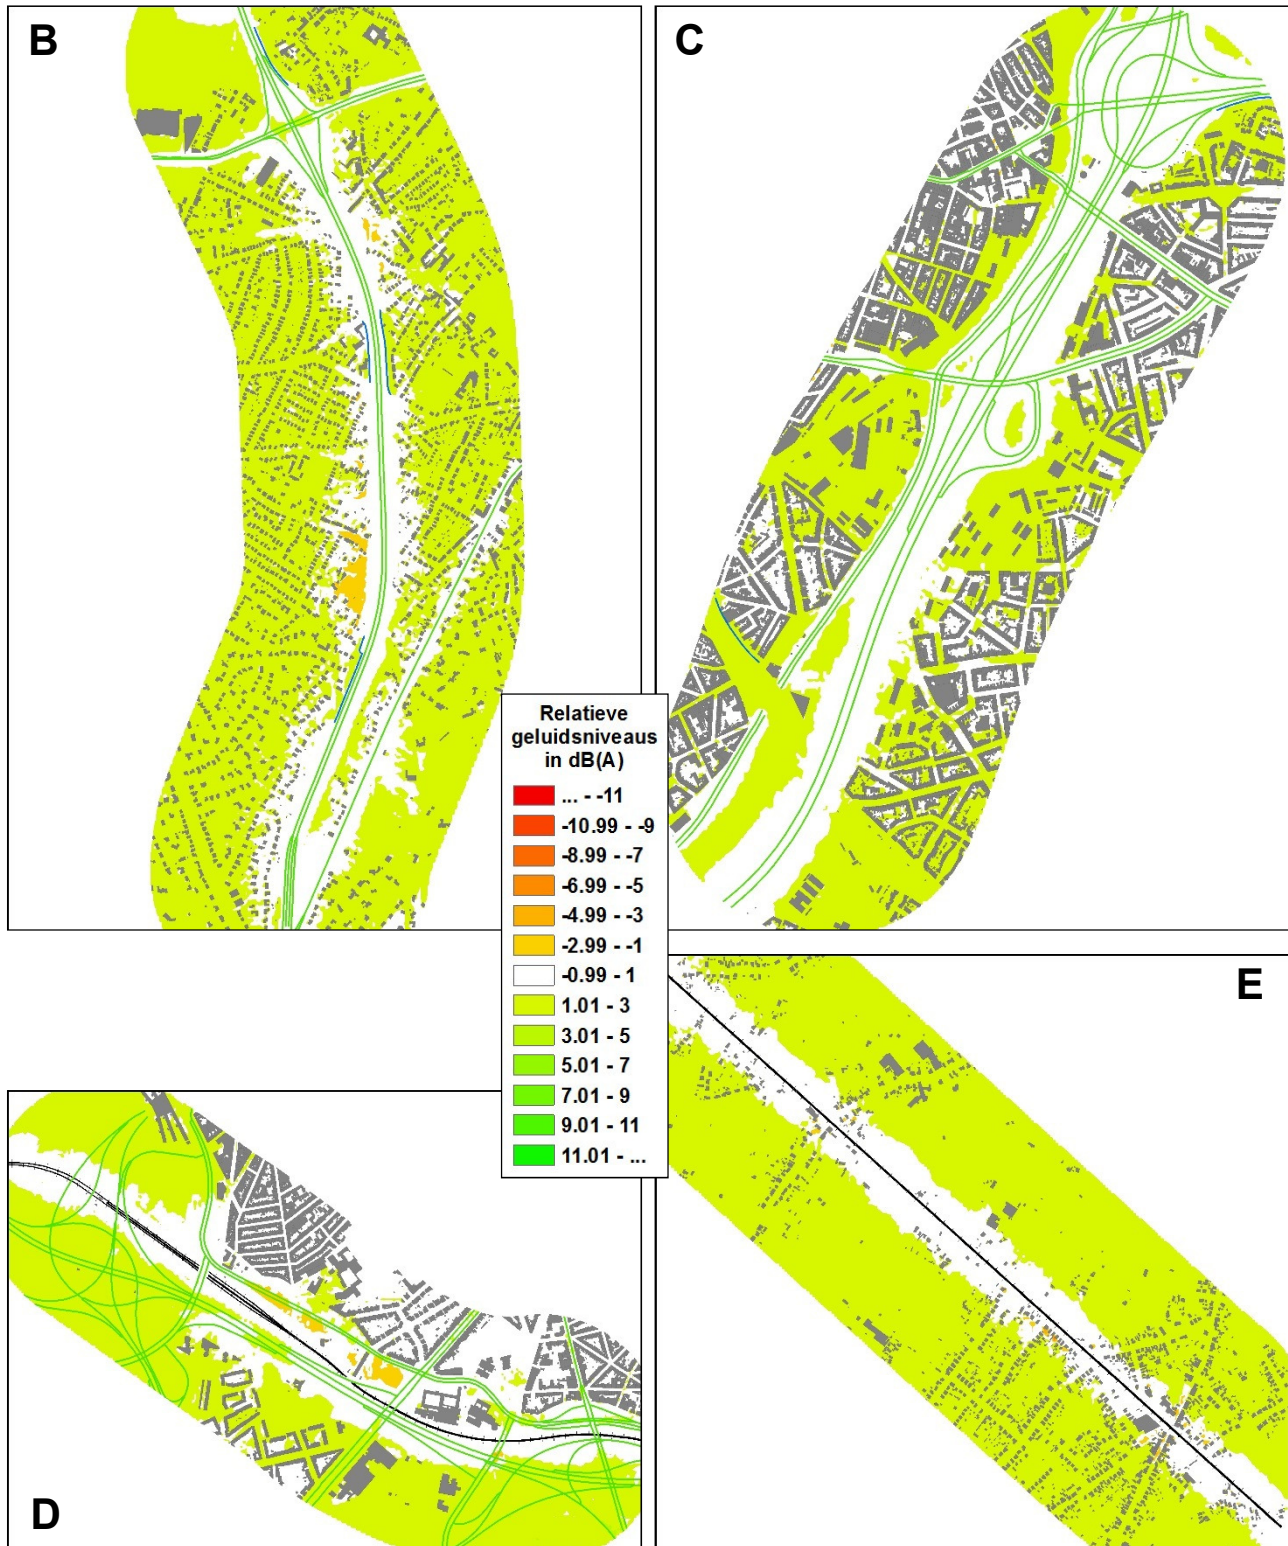 B
C
Relatieve
geluidsniveaus
in dB(A)
... - -11
-10.99 - -9
-8.99 - -7
-6.99 - -5
-4.99 - -3
-2.99 - -1
-0.99 - 1
1.01 - 3
3.01 - 5
5.01 - 7
7.01 - 9
9.01 - 11
11.01 - ...
E
D